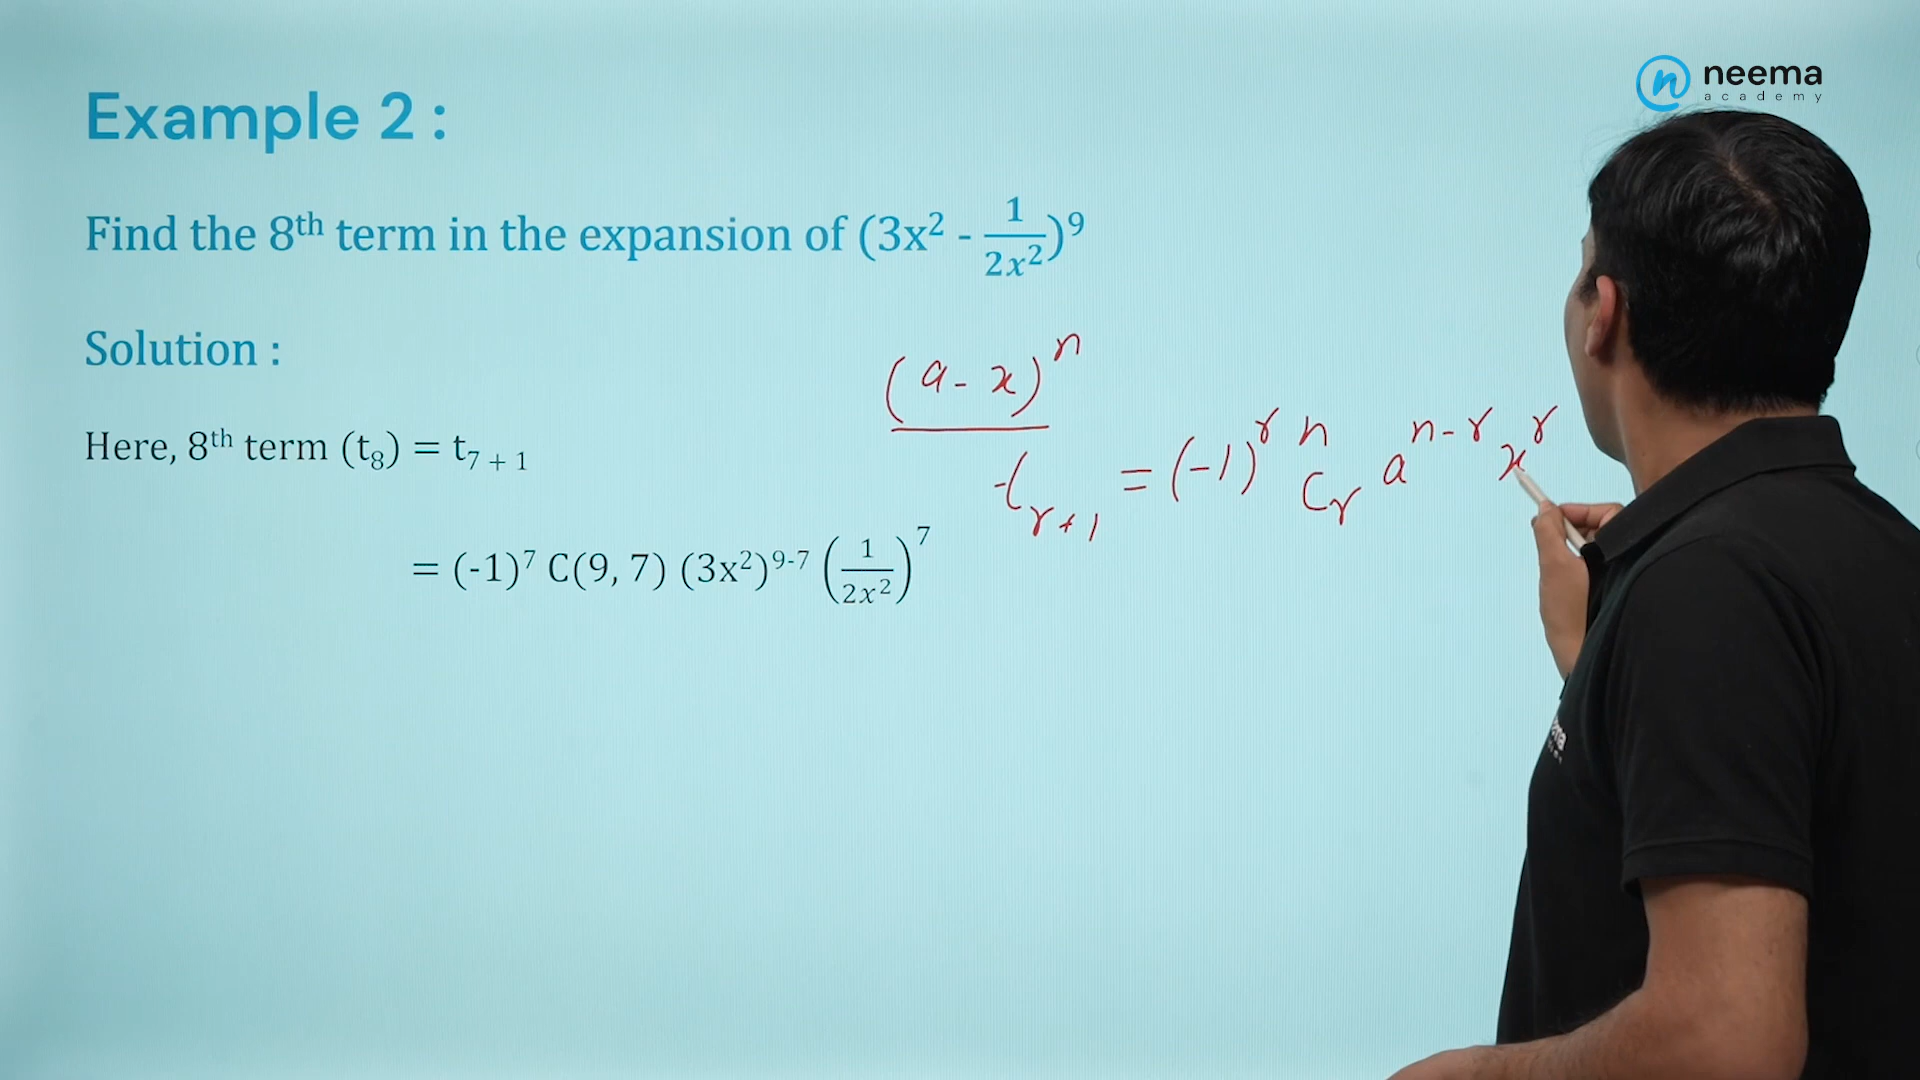 neema
academy
Example 2 :
Find the 8th term in the expansion of (3x² - 1/2x²)⁹
Solution :
(a - x)ⁿ
Here, 8th term (t₈) = t₇ ₊ ₁
tᵣ₊₁ = (-1)ʳ ⁿCᵣ aⁿ⁻ʳ xʳ
= (-1)⁷ C(9, 7) (3x²)⁹⁻⁷ (1/2x²)⁷